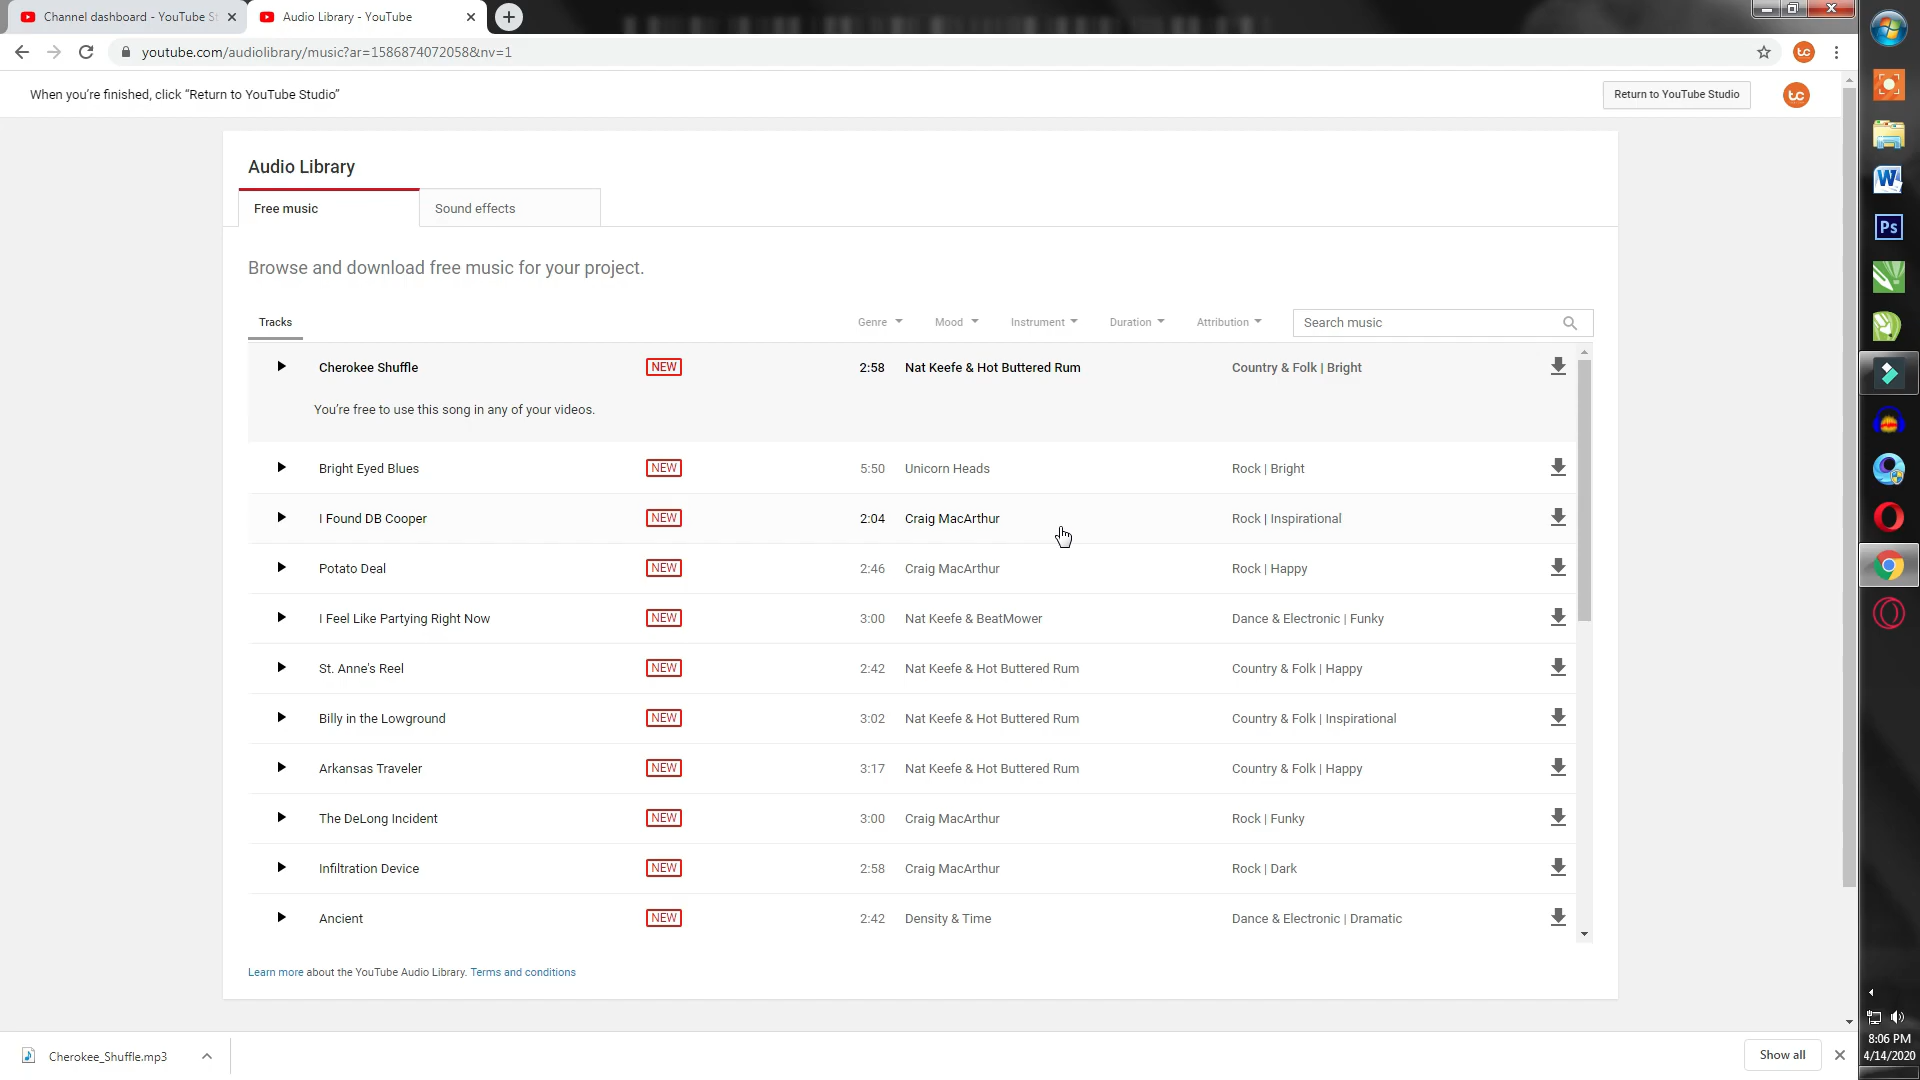 Channel dashboard - YouTube St
Audio Library - YouTube
youtube.com/audiolibrary/music?ar=1586874072058&nv=1
tc
When you're finished, click “Return to YouTube Studio”
Return to YouTube Studio
tc
Audio Library
Free music
Sound effects
Browse and download free music for your project.
Tracks
Genre
Mood
Instrument
Duration
Attribution
Search music
Cherokee Shuffle NEW 2:58 Nat Keefe & Hot Buttered Rum Country & Folk | Bright
You're free to use this song in any of your videos.
Bright Eyed Blues NEW 5:50 Unicorn Heads Rock | Bright
I Found DB Cooper NEW 2:04 Craig MacArthur Rock | Inspirational
Potato Deal NEW 2:46 Craig MacArthur Rock | Happy
I Feel Like Partying Right Now NEW 3:00 Nat Keefe & BeatMower Dance & Electronic | Funky
St. Anne's Reel NEW 2:42 Nat Keefe & Hot Buttered Rum Country & Folk | Happy
Billy in the Lowground NEW 3:02 Nat Keefe & Hot Buttered Rum Country & Folk | Inspirational
Arkansas Traveler NEW 3:17 Nat Keefe & Hot Buttered Rum Country & Folk | Happy
The DeLong Incident NEW 3:00 Craig MacArthur Rock | Funky
Infiltration Device NEW 2:58 Craig MacArthur Rock | Dark
Ancient NEW 2:42 Density & Time Dance & Electronic | Dramatic
Learn more about the YouTube Audio Library. Terms and conditions
Cherokee_Shuffle.mp3
Show all
W
Ps
8:06 PM
4/14/2020